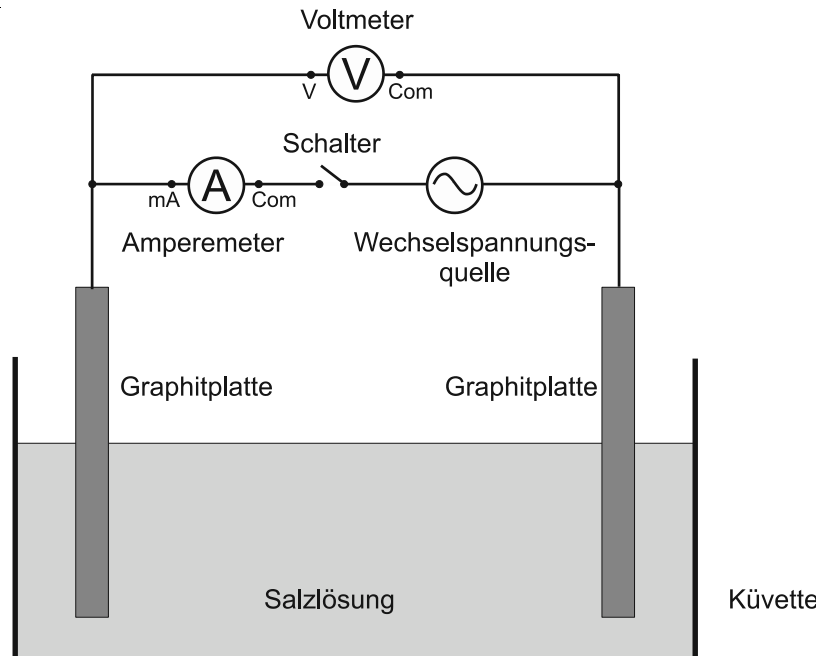 Voltmeter
V
V
Com
Schalter
A
mA
Com
Amperemeter
Wechselspannungs-
quelle
Graphitplatte
Graphitplatte
Salzlösung
Küvette